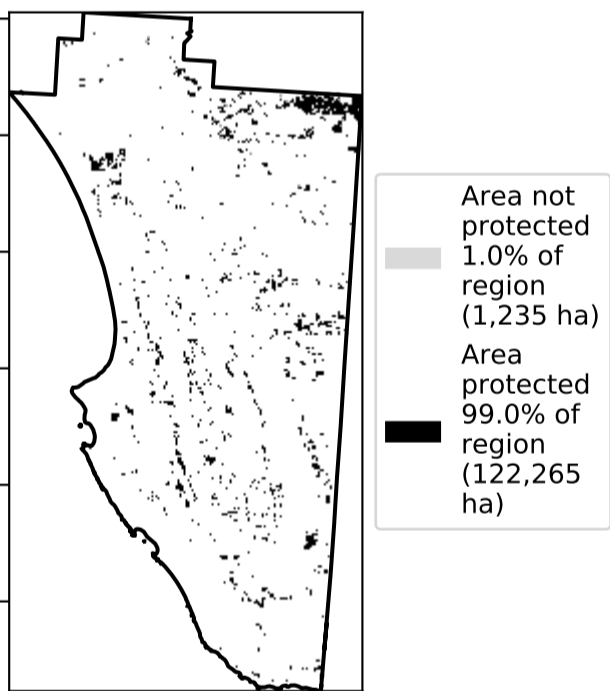 Area not
protected
1.0% of
region
(1,235 ha)
Area
protected
99.0% of
region
(122,265
ha)